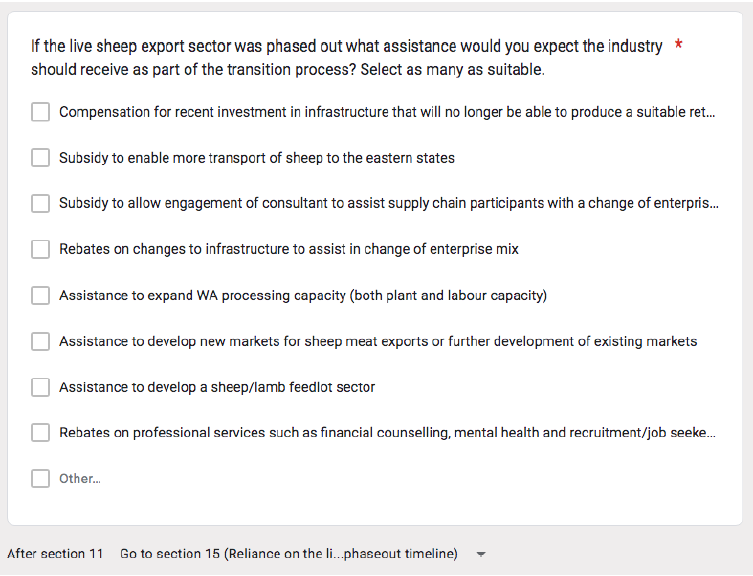 If the live sheep export sector was phased out what assistance would you expect the industry *
should receive as part of the transition process? Select as many as suitable.
Compensation for recent investment in infrastructure that will no longer be able to produce a suitable ret...
Subsidy to enable more transport of sheep to the eastern states
Subsidy to allow engagement of consultant to assist supply chain participants with a change of enterpris...
Rebates on changes to infrastructure to assist in change of enterprise mix
Assistance to expand WA processing capacity (both plant and labour capacity)
Assistance to develop new markets for sheep meat exports or further development of existing markets
Assistance to develop a sheep/lamb feedlot sector
Rebates on professional services such as financial counselling, mental health and recruitment/job seeke...
Other...
After section 11 Go to section 15 (Reliance on the li...phaseout timeline)